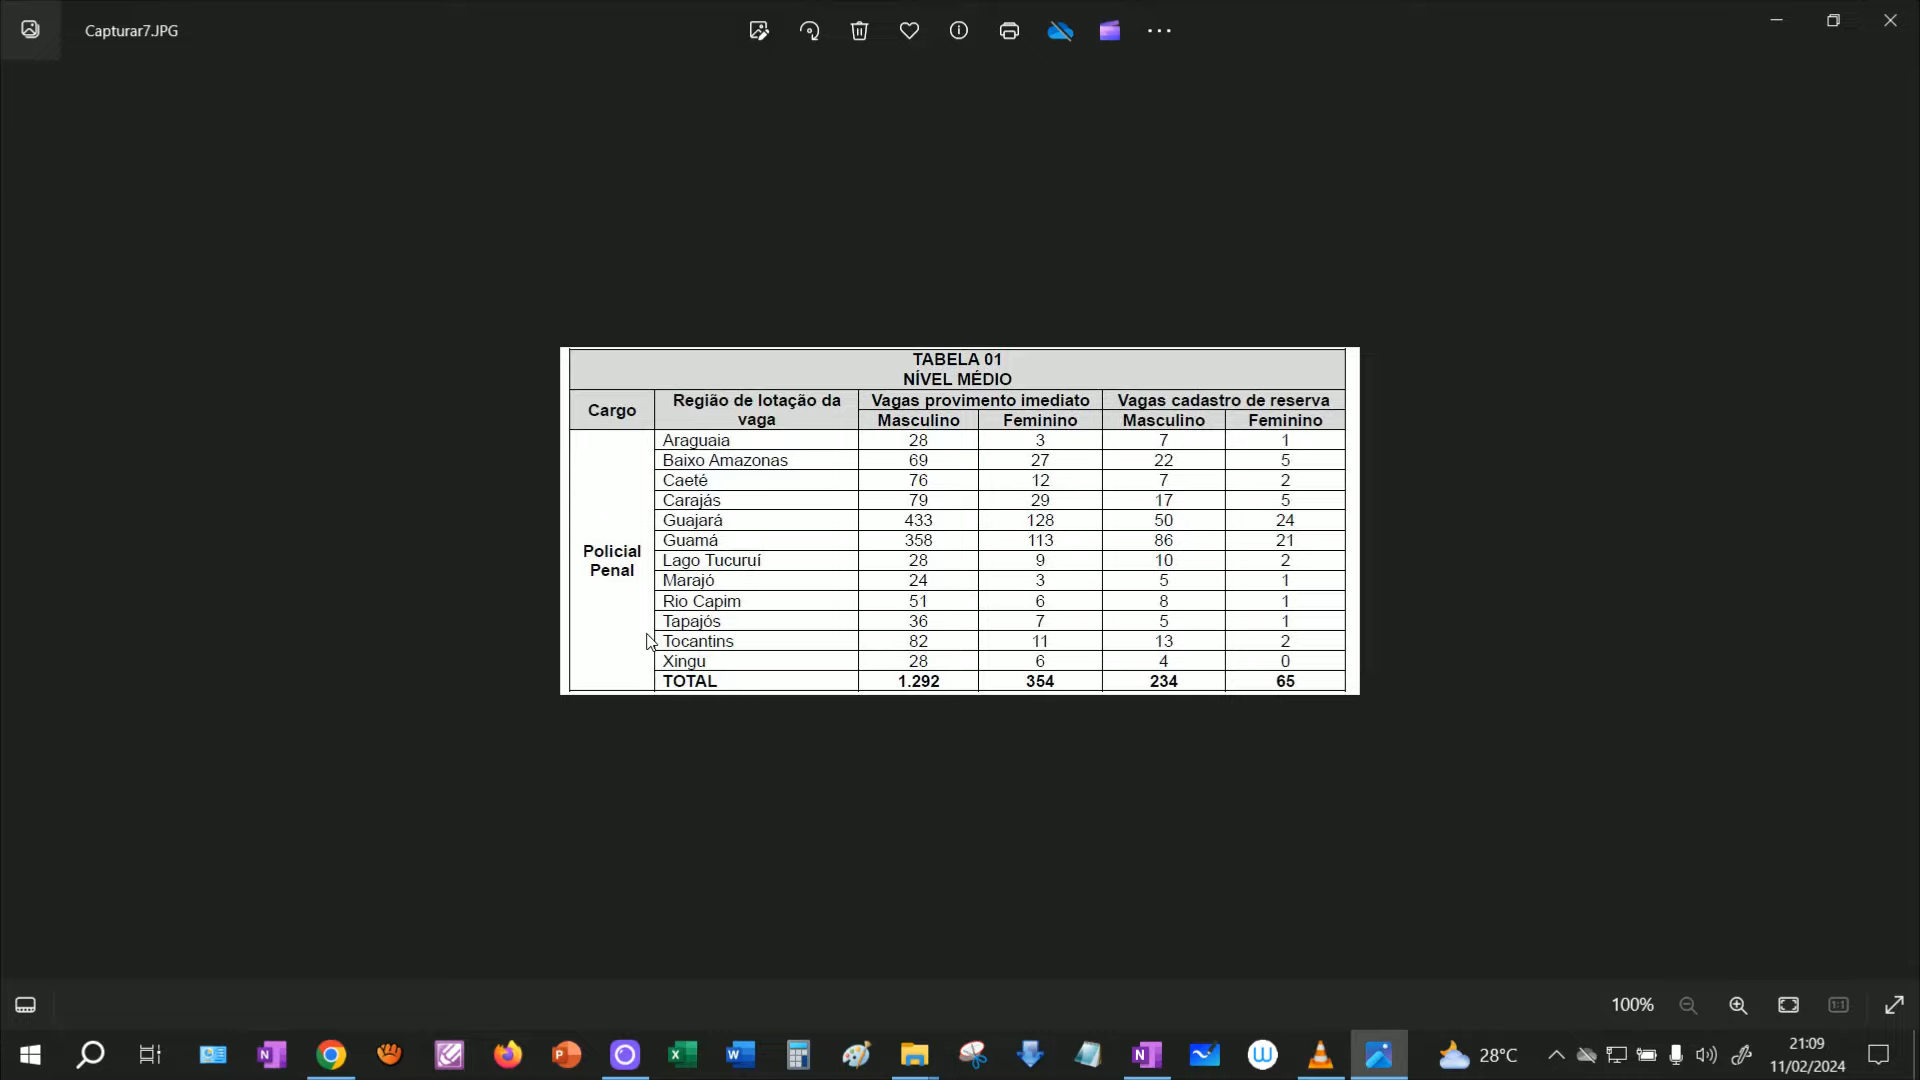 Capturar7.JPG
TABELA 01
NÍVEL MÉDIO
Cargo Região de lotação da vaga Vagas provimento imediato Vagas cadastro de reserva
Masculino Feminino Masculino Feminino
Policial Penal
Araguaia 28 3 7 1
Baixo Amazonas 69 27 22 5
Caeté 76 12 7 2
Carajás 79 29 17 5
Guajará 433 128 50 24
Guamá 358 113 86 21
Lago Tucuruí 28 9 10 2
Marajó 24 3 5 1
Rio Capim 51 6 8 1
Tapajós 36 7 5 1
Tocantins 82 11 13 2
Xingu 28 6 4 0
TOTAL 1.292 354 234 65
100%
28°C
21:09
11/02/2024